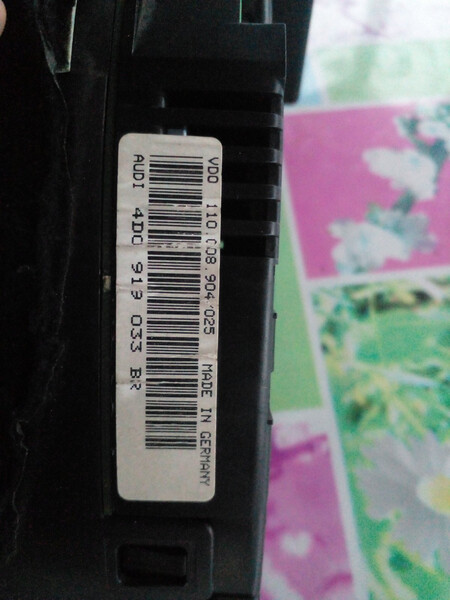 VDO 110.008.904/025 MADE IN GERMANY
AUDI 4D0 919 033 BR